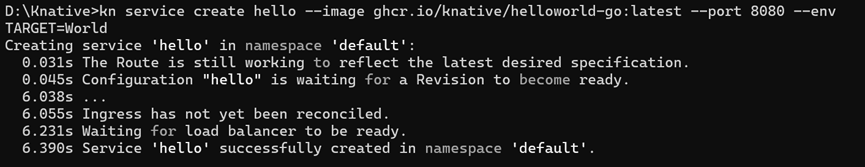 D:\Knative>kn service create hello --image ghcr.io/knative/helloworld-go:latest --port 8080 --env
TARGET=World
Creating service 'hello' in namespace 'default':
  0.031s The Route is still working to reflect the latest desired specification.
  0.045s Configuration "hello" is waiting for a Revision to become ready.
  6.038s ...
  6.055s Ingress has not yet been reconciled.
  6.231s Waiting for load balancer to be ready.
  6.390s Service 'hello' successfully created in namespace 'default'.